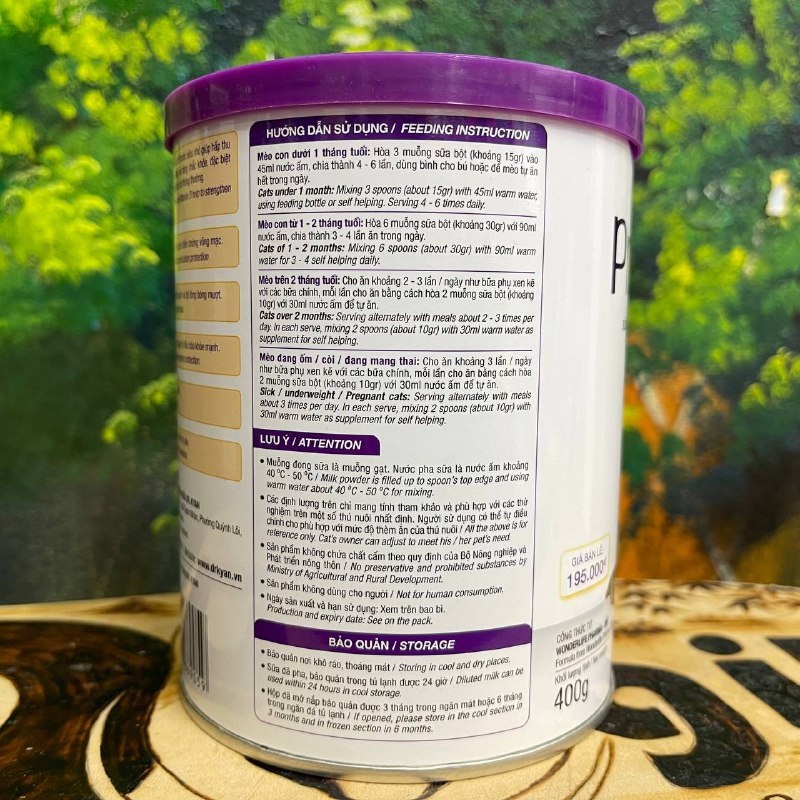 HƯỚNG DẪN SỬ DỤNG / FEEDING INSTRUCTION
Mèo con dưới 1 tháng tuổi: Hòa 3 muỗng sữa bột (khoảng 15gr) vào
45ml nước ấm, chia thành 4 - 6 lần, dùng bình cho bú hoặc để mèo tự ăn
hết trong ngày.
Cats under 1 month: Mixing 3 spoons (about 15gr) with 45ml warm water,
using feeding bottle or self helping. Serving 4 - 6 times daily.
Mèo con từ 1 - 2 tháng tuổi: Hòa 6 muỗng sữa bột (khoảng 30gr) với 90ml
nước ấm, chia thành 3 - 4 lần ăn trong ngày.
Cats of 1 - 2 months: Mixing 6 spoons (about 30gr) with 90ml warm
water for 3 - 4 self helping daily.
Mèo trên 2 tháng tuổi: Cho ăn khoảng 2 - 3 lần / ngày như bữa phụ xen kẽ
với các bữa chính, mỗi lần cho ăn bằng cách hòa 2 muỗng sữa bột (khoảng
10gr) với 30ml nước ấm để tự ăn.
Cats over 2 months: Serving alternately with meals about 2 - 3 times per
day. In each serve, mixing 2 spoons (about 10gr) with 30ml warm water as
supplement for self helping.
Mèo đang ốm / còi / đang mang thai: Cho ăn khoảng 3 lần / ngày
như bữa phụ xen kẽ với các bữa chính, mỗi lần cho ăn bằng cách hòa
2 muỗng sữa bột (khoảng 10gr) với 30ml nước ấm để tự ăn.
Sick / underweight / Pregnant cats: Serving alternately with meals
about 3 times per day. In each serve, mixing 2 spoons (about 10gr) with
30ml warm water as supplement for self helping.
LƯU Ý / ATTENTION
• Muỗng đong sữa là muỗng gạt. Nước pha sữa là nước ấm khoảng
40 °C - 50 °C / Milk powder is filled up to spoon's top edge and using
warm water about 40 °C - 50 °C for mixing.
• Các định lượng trên chỉ mang tính tham khảo và phù hợp với các thử
nghiệm trên một số thú nuôi nhất định. Người sử dụng có thể tự điều
chỉnh cho phù hợp với mức độ thèm ăn của thú nuôi / All the above is for
reference only. Cat's owner can adjust to meet his / her pet's need.
• Sản phẩm không chứa chất cấm theo quy định của Bộ Nông nghiệp và
Phát triển nông thôn / No preservative and prohibited substances by
Ministry of Agricultural and Rural Development.
• Sản phẩm không dùng cho người / Not for human consumption.
• Ngày sản xuất và hạn sử dụng: Xem trên bao bì.
Production and expiry date: See on the pack.
BẢO QUẢN / STORAGE
• Bảo quản nơi khô ráo, thoáng mát / Storing in cool and dry places.
• Sữa đã pha, bảo quản trong tủ lạnh được 24 giờ / Diluted milk can be
used within 24 hours in cool storage.
• Hộp đã mở nắp bảo quản được 3 tháng trong ngăn mát hoặc 6 tháng
trong ngăn đá tủ lạnh / If opened, please store in the cool section in
3 months and in frozen section in 6 months.
www.drkyan.vn
GIÁ BÁN LẺ:
195.000đ
CÔNG THỨC TỪ
WONDERLIFE PHARMA
Formula from
Khối lượng
400g